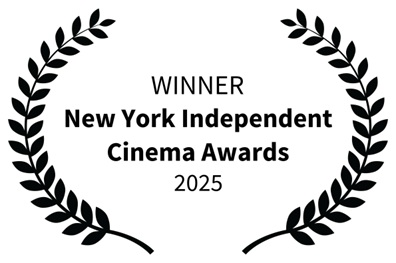 WINNER
New York Independent
Cinema Awards
2025